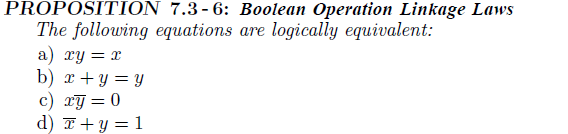 PROPOSITION 7.3-6: Boolean Operation Linkage Laws
The following equations are logically equivalent:
a) xy = x
b) x + y = y
c) xy̅ = 0
d) x̅ + y = 1